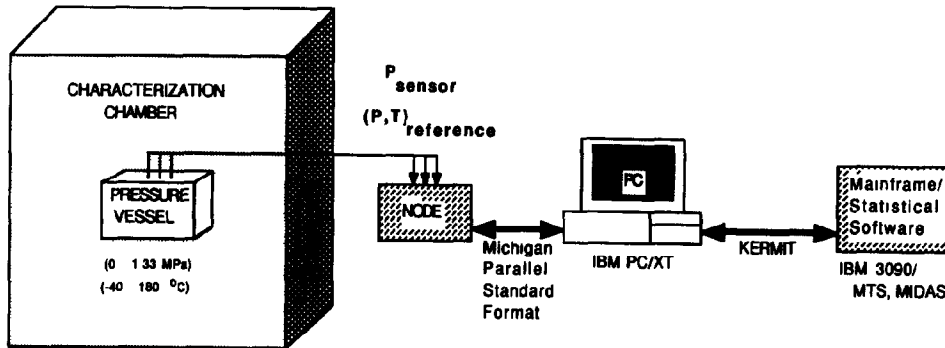 CHARACTERIZATION
CHAMBER
PRESSURE
VESSEL
(0 1 33 MPa)
(-40 180 °C)
P sensor
(P,T) reference
NODE
Michigan
Parallel
Standard
Format
PC
IBM PC/XT
KERMIT
Mainframe/
Statistical
Software
IBM 3090/
MTS, MIDAS